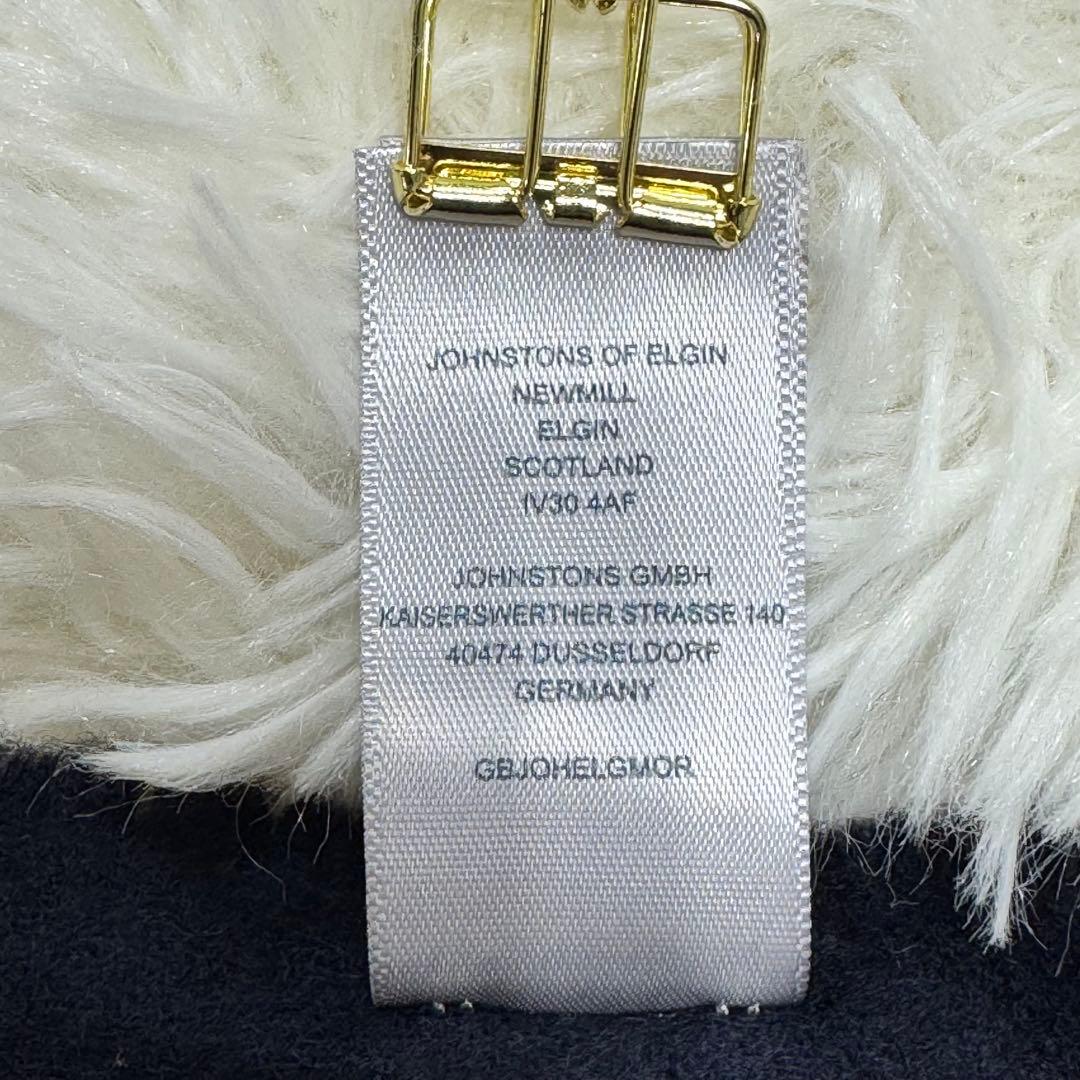 JOHNSTONS OF ELGIN
NEWMILL
ELGIN
SCOTLAND
IV30 4AF
JOHNSTONS GMBH
KAISERSWERTHER STRASSE 140
40474 DUSSELDORF
GERMANY
GBJOHELGMOR